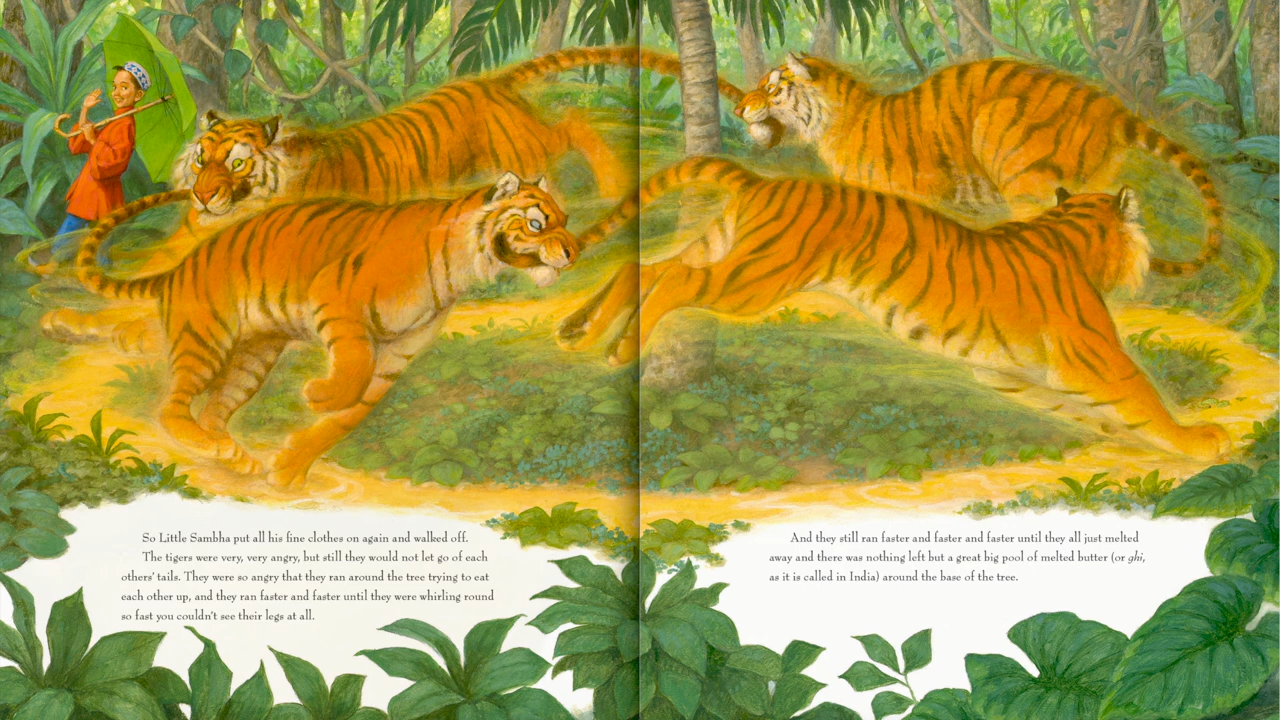 So Little Sambha put all his fine clothes on again and walked off.
The tigers were very, very angry, but still they would not let go of each
others' tails. They were so angry that they ran around the tree trying to eat
each other up, and they ran faster and faster until they were whirling round
so fast you couldn't see their legs at all.
And they still ran faster and faster and faster until they all just melted
away and there was nothing left but a great big pool of melted butter (or ghi,
as it is called in India) around the base of the tree.